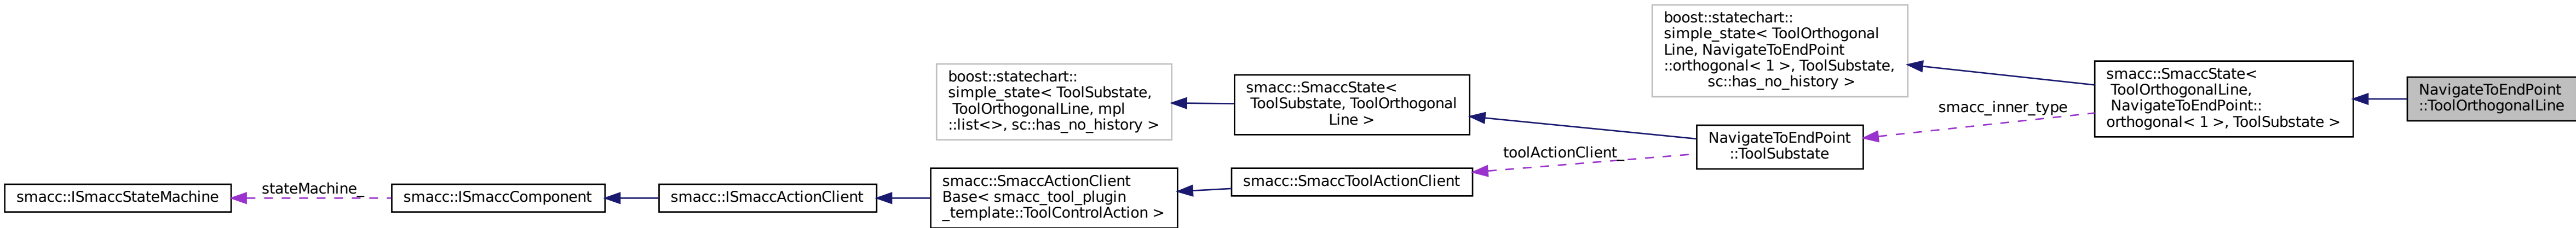 boost::statechart::
simple_state< ToolOrthogonal
Line, NavigateToEndPoint
::orthogonal< 1 >, ToolSubstate,
sc::has_no_history >
boost::statechart::
simple_state< ToolSubstate,
ToolOrthogonalLine, mpl
::list<>, sc::has_no_history >
smacc::SmaccState<
ToolSubstate, ToolOrthogonal
Line >
smacc::SmaccState<
ToolOrthogonalLine,
NavigateToEndPoint::
orthogonal< 1 >, ToolSubstate >
NavigateToEndPoint
::ToolOrthogonalLine
smacc_inner_type
NavigateToEndPoint
::ToolSubstate
toolActionClient_
smacc::ISmaccStateMachine
stateMachine_
smacc::ISmaccComponent
smacc::ISmaccActionClient
smacc::SmaccActionClient
Base< smacc_tool_plugin
_template::ToolControlAction >
smacc::SmaccToolActionClient